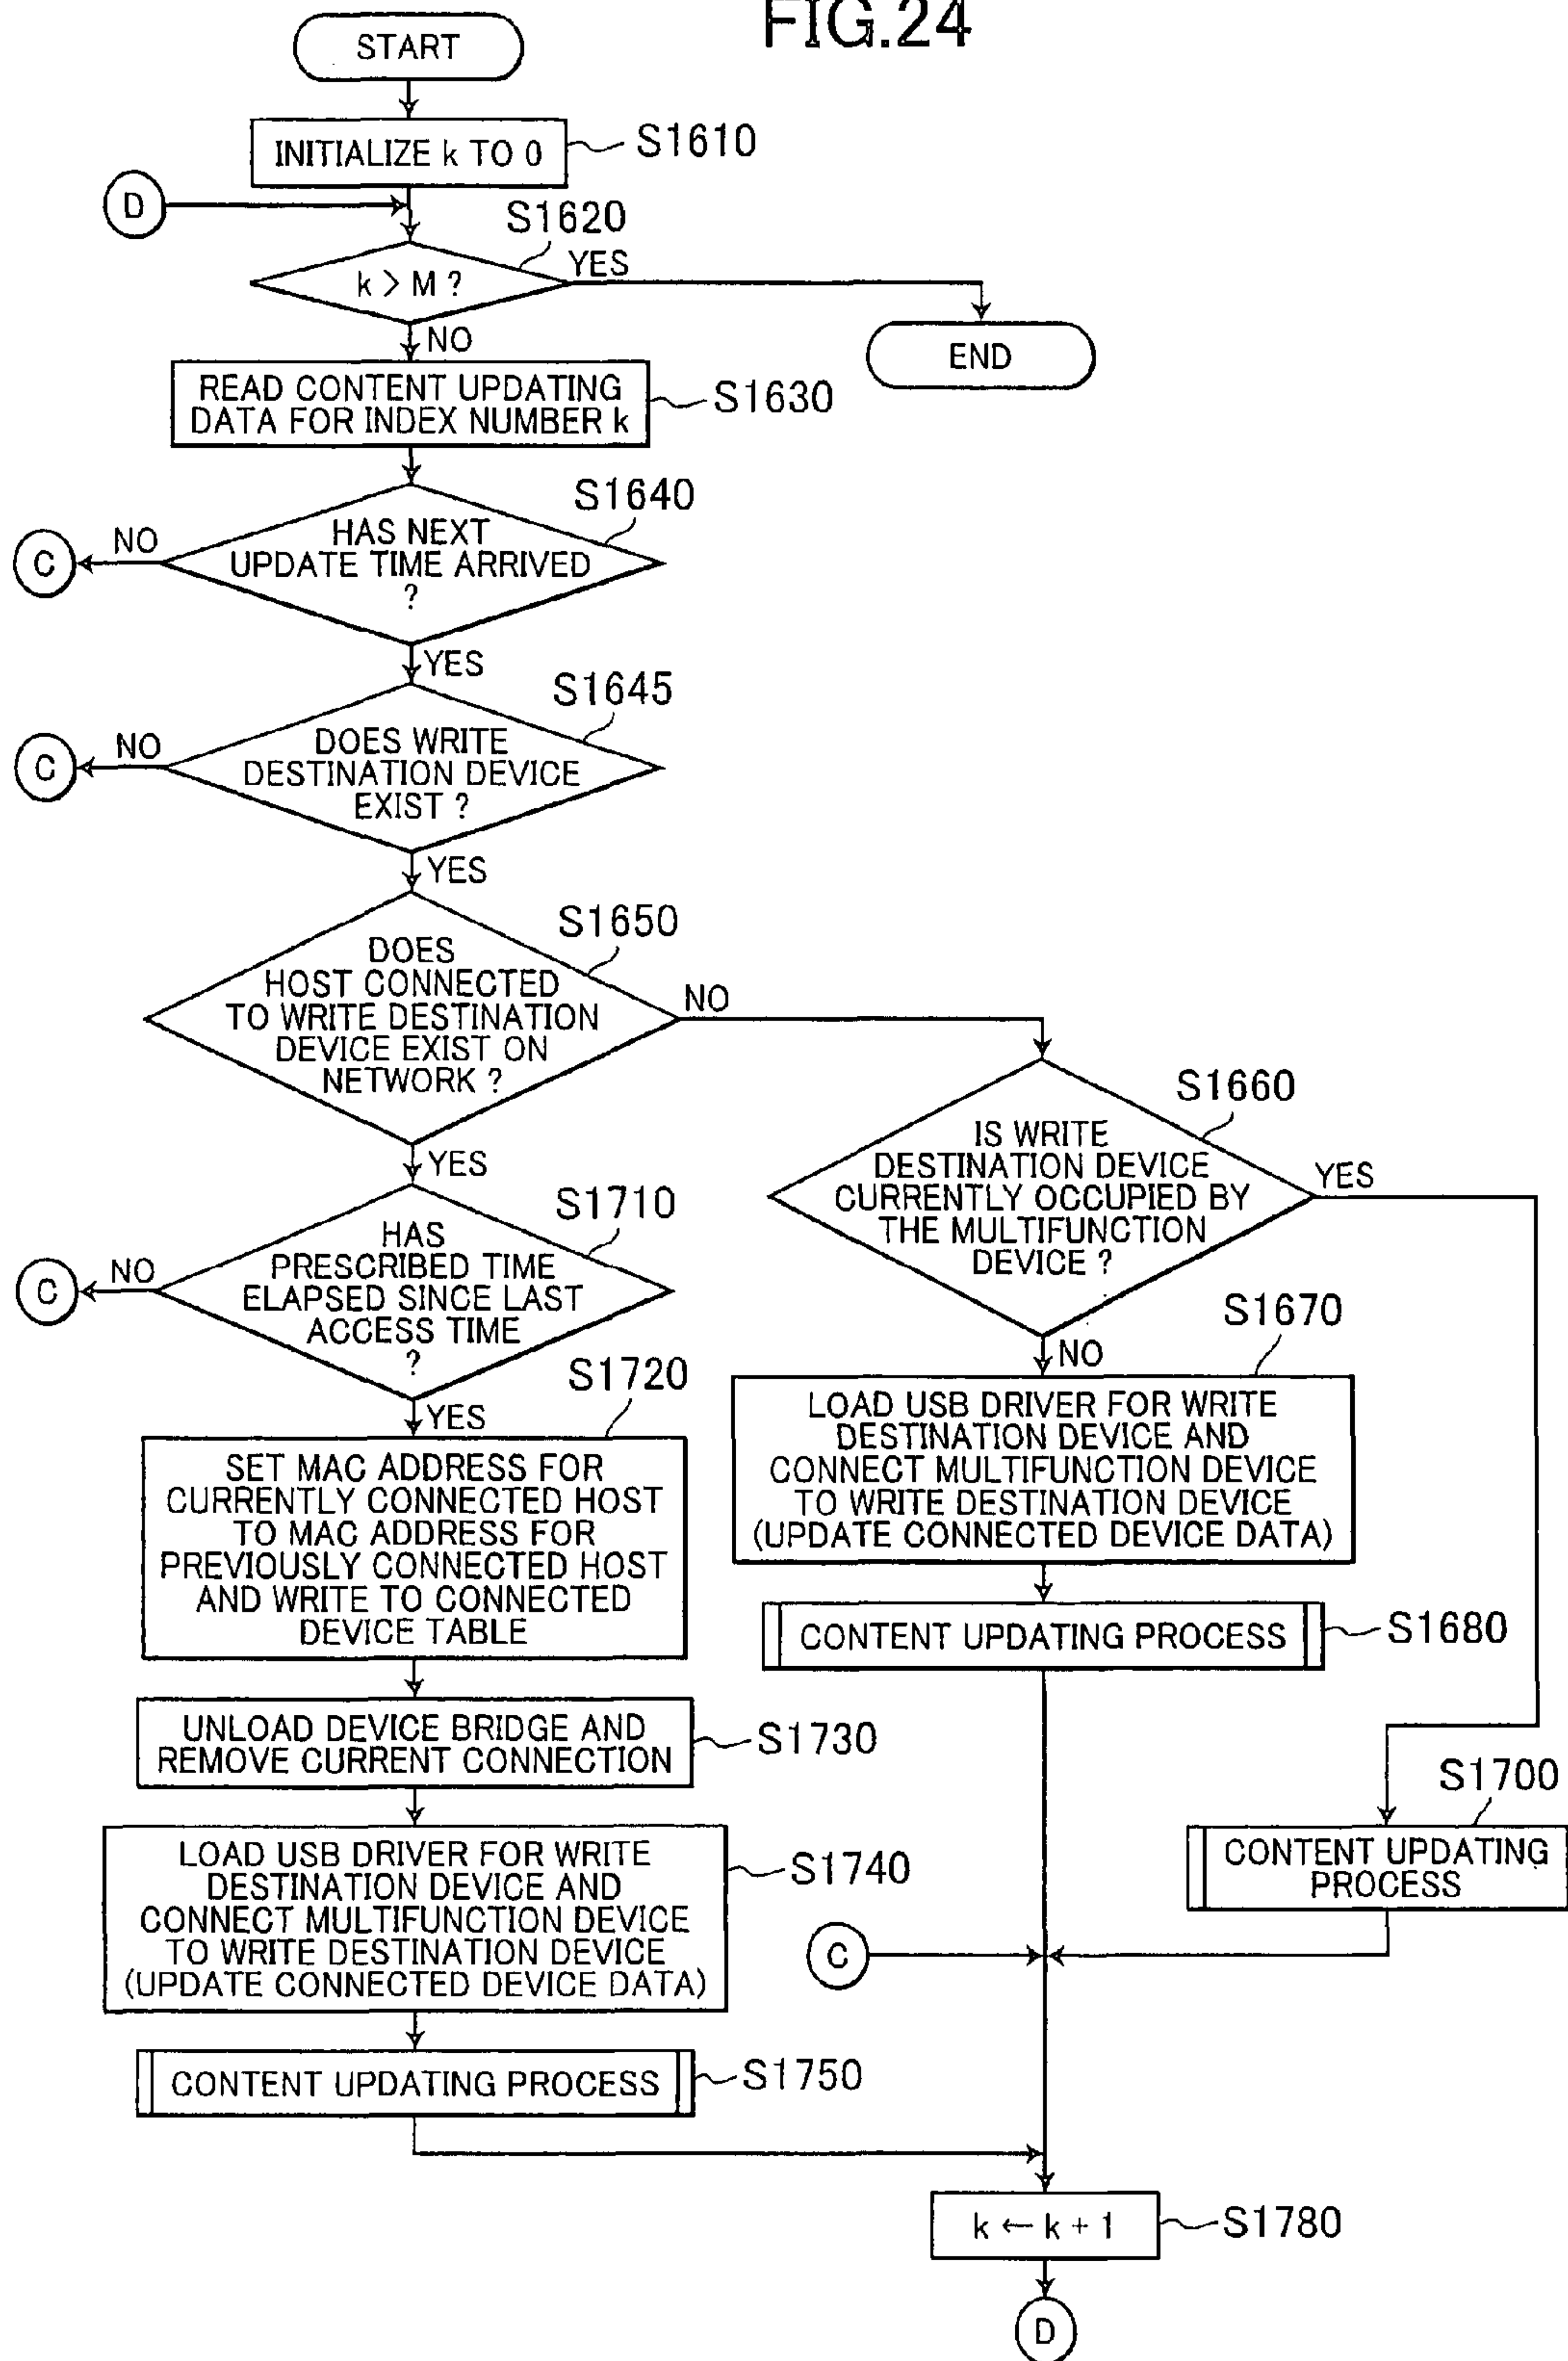 FIG.24
START
INITIALIZE k TO 0
S1610
D
S1620
k > M ?
YES
NO
END
READ CONTENT UPDATING
DATA FOR INDEX NUMBER k
S1630
S1640
HAS NEXT
UPDATE TIME ARRIVED
?
NO
C
YES
S1645
DOES WRITE
DESTINATION DEVICE
EXIST ?
NO
C
YES
S1650
DOES
HOST CONNECTED
TO WRITE DESTINATION
DEVICE EXIST ON
NETWORK ?
NO
YES
S1660
IS WRITE
DESTINATION DEVICE
CURRENTLY OCCUPIED BY
THE MULTIFUNCTION
DEVICE ?
YES
NO
S1710
HAS
PRESCRIBED TIME
ELAPSED SINCE LAST
ACCESS TIME
?
NO
C
YES
S1670
LOAD USB DRIVER FOR WRITE
DESTINATION DEVICE AND
CONNECT MULTIFUNCTION DEVICE
TO WRITE DESTINATION DEVICE
(UPDATE CONNECTED DEVICE DATA)
S1720
SET MAC ADDRESS FOR
CURRENTLY CONNECTED HOST
TO MAC ADDRESS FOR
PREVIOUSLY CONNECTED HOST
AND WRITE TO CONNECTED
DEVICE TABLE
CONTENT UPDATING PROCESS
S1680
UNLOAD DEVICE BRIDGE AND
REMOVE CURRENT CONNECTION
S1730
S1700
CONTENT UPDATING
PROCESS
LOAD USB DRIVER FOR WRITE
DESTINATION DEVICE AND
CONNECT MULTIFUNCTION DEVICE
TO WRITE DESTINATION DEVICE
(UPDATE CONNECTED DEVICE DATA)
S1740
C
CONTENT UPDATING PROCESS
S1750
k ← k + 1
S1780
D